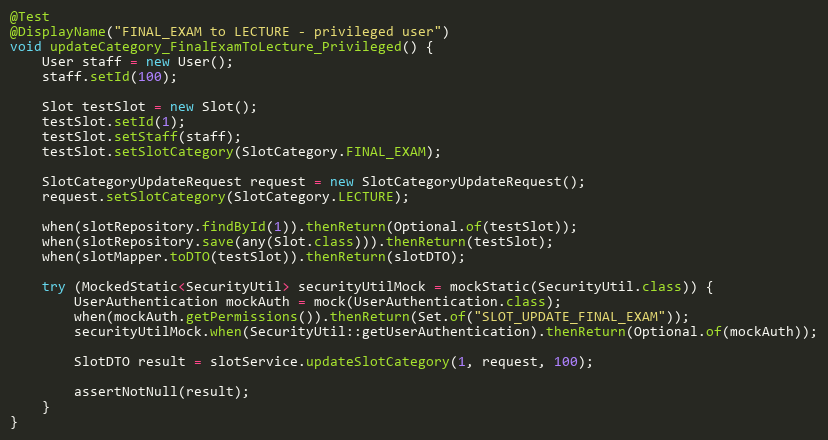 @Test
@DisplayName("FINAL_EXAM to LECTURE - privileged user")
void updateCategory_FinalExamToLecture_Privileged() {
    User staff = new User();
    staff.setId(100);

    Slot testSlot = new Slot();
    testSlot.setId(1);
    testSlot.setStaff(staff);
    testSlot.setSlotCategory(SlotCategory.FINAL_EXAM);

    SlotCategoryUpdateRequest request = new SlotCategoryUpdateRequest();
    request.setSlotCategory(SlotCategory.LECTURE);

    when(slotRepository.findById(1)).thenReturn(Optional.of(testSlot));
    when(slotRepository.save(any(Slot.class))).thenReturn(testSlot);
    when(slotMapper.toDTO(testSlot)).thenReturn(slotDTO);

    try (MockedStatic<SecurityUtil> securityUtilMock = mockStatic(SecurityUtil.class)) {
        UserAuthentication mockAuth = mock(UserAuthentication.class);
        when(mockAuth.getPermissions()).thenReturn(Set.of("SLOT_UPDATE_FINAL_EXAM"));
        securityUtilMock.when(SecurityUtil::getUserAuthentication).thenReturn(Optional.of(mockAuth));

        SlotDTO result = slotService.updateSlotCategory(1, request, 100);

        assertNotNull(result);
    }
}